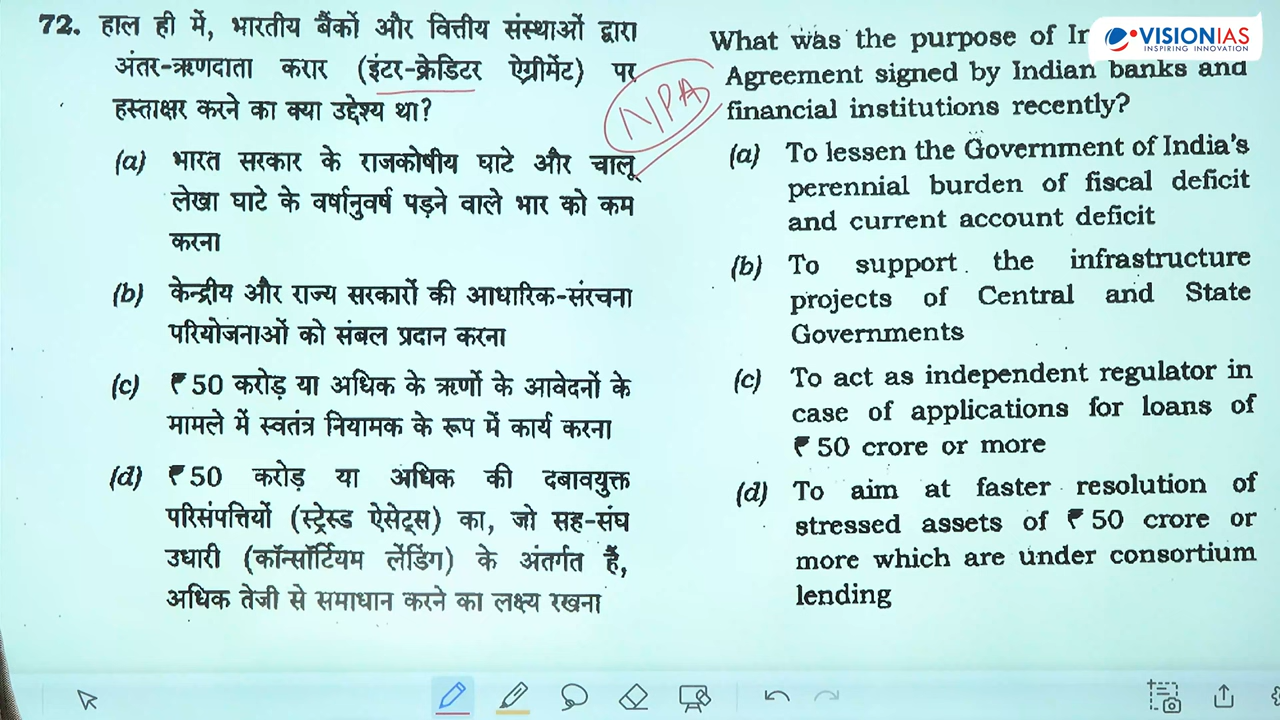 72. हाल ही में, भारतीय बैंकों और वित्तीय संस्थाओं द्वारा
अंतर-ऋणदाता करार (इंटर-क्रेडिटर ऐग्रीमेंट) पर
हस्ताक्षर करने का क्या उद्देश्य था?
(a) भारत सरकार के राजकोषीय घाटे और चालू
लेखा घाटे के वर्षानुवर्ष पड़ने वाले भार को कम
करना
(b) केन्द्रीय और राज्य सरकारों की आधारिक-संरचना
परियोजनाओं को संबल प्रदान करना
(c) ₹ 50 करोड़ या अधिक के ऋणों के आवेदनों के
मामले में स्वतंत्र नियामक के रूप में कार्य करना
(d) ₹ 50 करोड़ या अधिक की दबावयुक्त
परिसंपत्तियों (स्ट्रेस्ड ऐसेट्स) का, जो सह-संघ
उधारी (कॉन्सॉर्टियम लेंडिंग) के अंतर्गत हैं,
अधिक तेजी से समाधान करने का लक्ष्य रखना
NPA
VISIONIAS
INSPIRING INNOVATION
What was the purpose of
Agreement signed by Indian banks and
financial institutions recently?
(a) To lessen the Government of India's
perennial burden of fiscal deficit
and current account deficit
(b) To support the infrastructure
projects of Central and State
Governments
(c) To act as independent regulator in
case of applications for loans of
₹ 50 crore or more
(d) To aim at faster resolution of
stressed assets of ₹ 50 crore or
more which are under consortium
lending